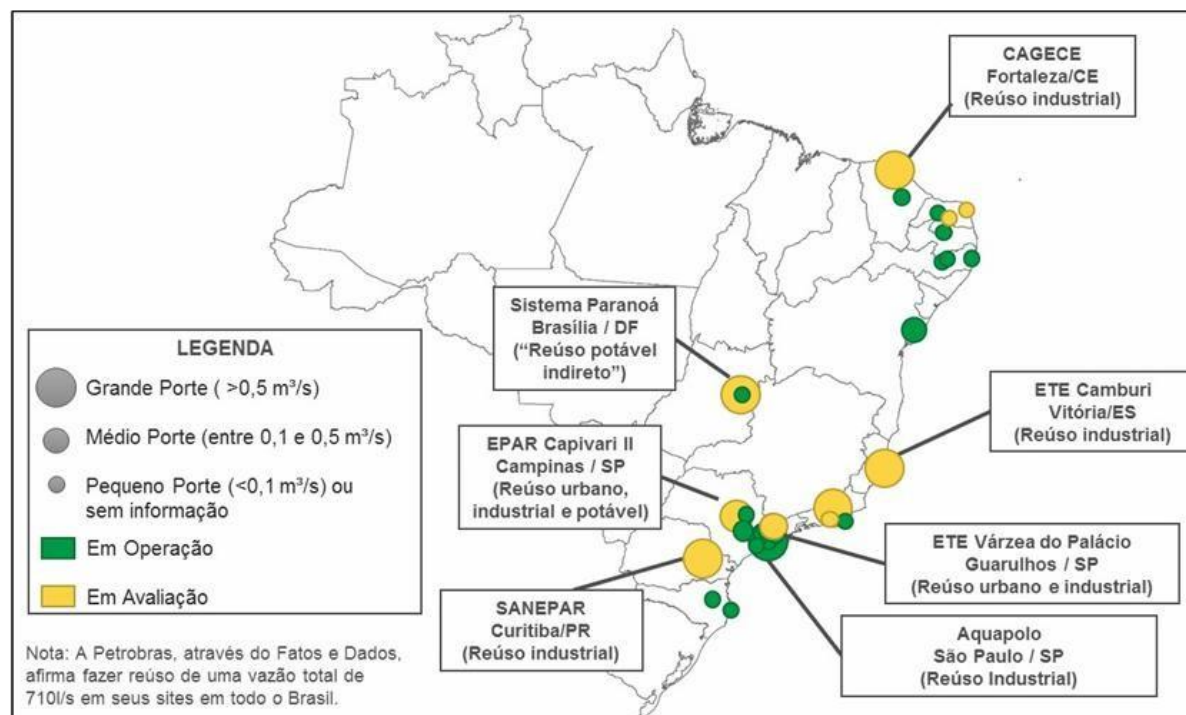 CAGECE
Fortaleza/CE
(Reúso industrial)
Sistema Paranoá
Brasília / DF
(“Reúso potável
indireto”)
LEGENDA
Grande Porte ( >0,5 m³/s)
Médio Porte (entre 0,1 e 0,5 m³/s)
Pequeno Porte (<0,1 m³/s) ou
sem informação
Em Operação
Em Avaliação
ETE Camburi
Vitória/ES
(Reúso industrial)
EPAR Capivari II
Campinas / SP
(Reúso urbano,
industrial e potável)
ETE Várzea do Palácio
Guarulhos / SP
(Reúso urbano e industrial)
SANEPAR
Curitiba/PR
(Reúso industrial)
Aquapolo
São Paulo / SP
(Reúso Industrial)
Nota: A Petrobras, através do Fatos e Dados,
afirma fazer reúso de uma vazão total de
710l/s em seus sites em todo o Brasil.